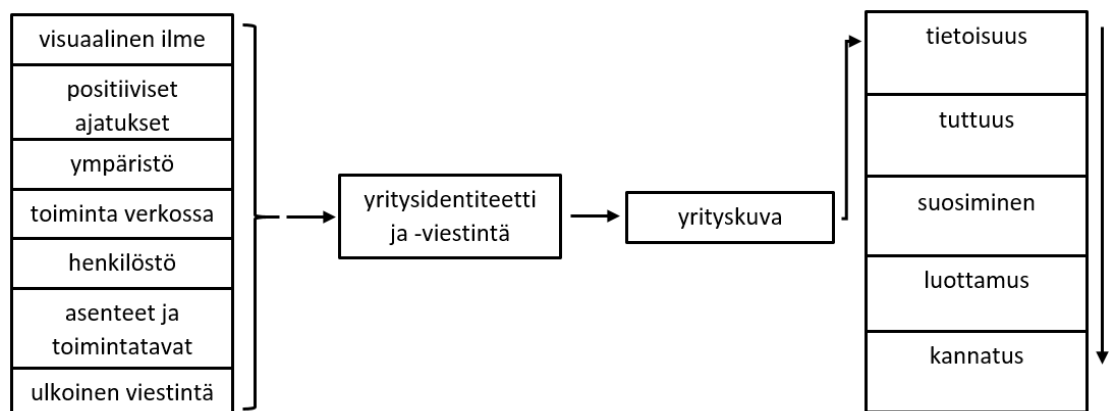 visuaalinen ilme
positiiviset
ajatukset
ympäristö
toiminta verkossa
henkilöstö
asenteet ja
toimintatavat
ulkoinen viestintä
yritysidentiteetti
ja -viestintä
yrityskuva
tietoisuus
tuttuus
suosiminen
luottamus
kannatus